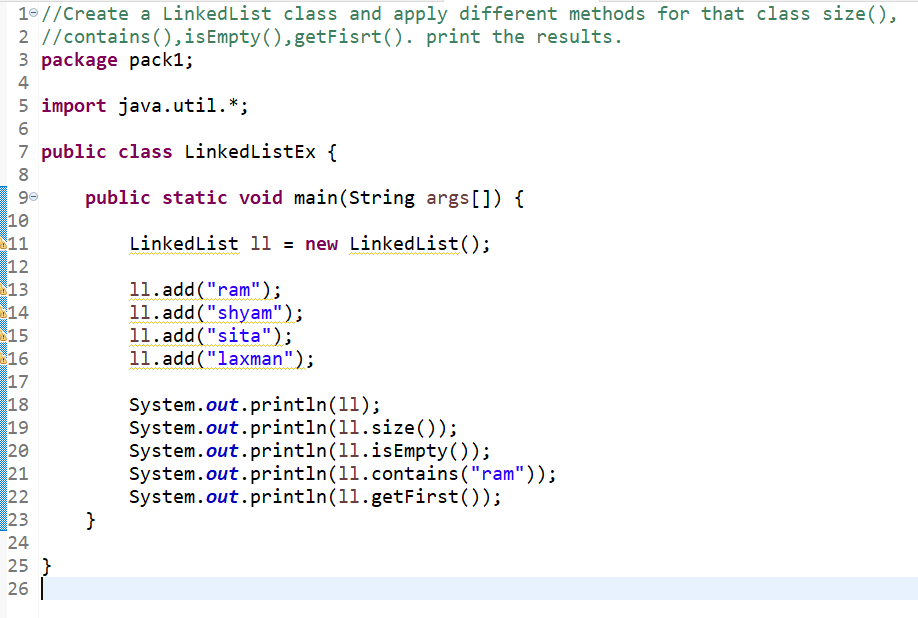 1 //Create a LinkedList class and apply different methods for that class size(),
2 //contains(),isEmpty(),getFisrt(). print the results.
3 package pack1;
4
5 import java.util.*;
6
7 public class LinkedListEx {
8
9     public static void main(String args[]) {
10
11         LinkedList ll = new LinkedList();
12
13         ll.add("ram");
14         ll.add("shyam");
15         ll.add("sita");
16         ll.add("laxman");
17
18         System.out.println(ll);
19         System.out.println(ll.size());
20         System.out.println(ll.isEmpty());
21         System.out.println(ll.contains("ram"));
22         System.out.println(ll.getFirst());
23     }
24
25 }
26